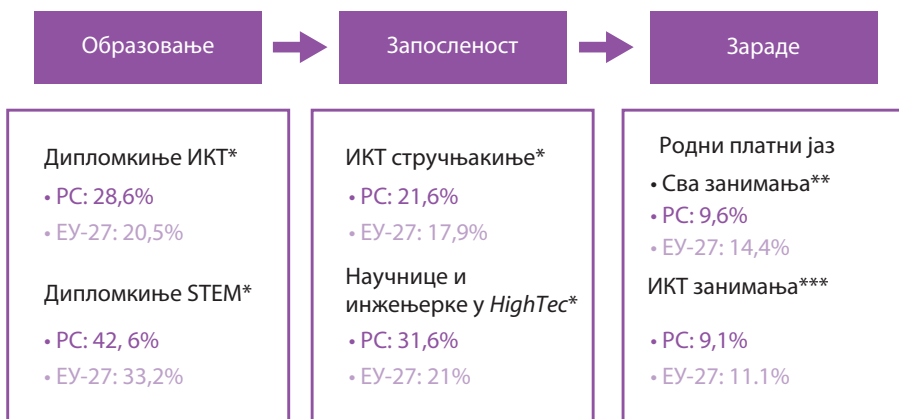 Образовање
Запосленост
Зараде
Дипломкиње ИКТ*
• РС: 28,6%
• ЕУ-27: 20,5%
Дипломкиње STEM*
• РС: 42, 6%
• ЕУ-27: 33,2%
ИКТ стручњакиње*
• РС: 21,6%
• ЕУ-27: 17,9%
Научнице и
инжењерке у HighTec*
• РС: 31,6%
• ЕУ-27: 21%
Родни платни јаз
• Сва занимања**
• РС: 9,6%
• ЕУ-27: 14,4%
ИКТ занимања***
• РС: 9,1%
• ЕУ-27: 11.1%